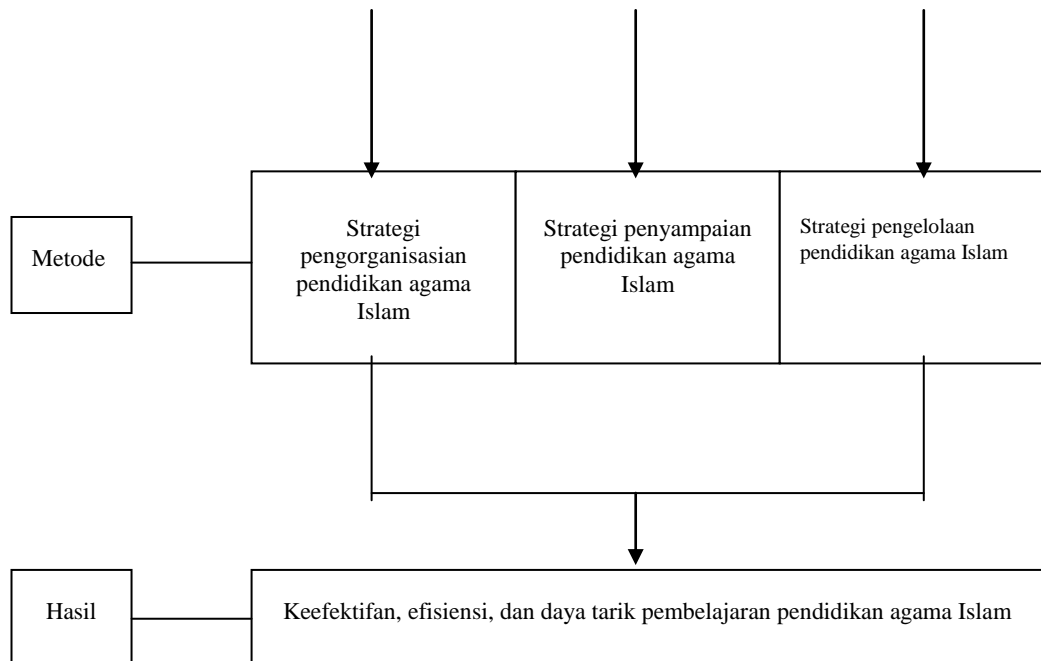 Metode
Strategi
pengorganisasian
pendidikan agama
Islam
Strategi penyampaian
pendidikan agama
Islam
Strategi pengelolaan
pendidikan agama Islam
Hasil
Keefektifan, efisiensi, dan daya tarik pembelajaran pendidikan agama Islam